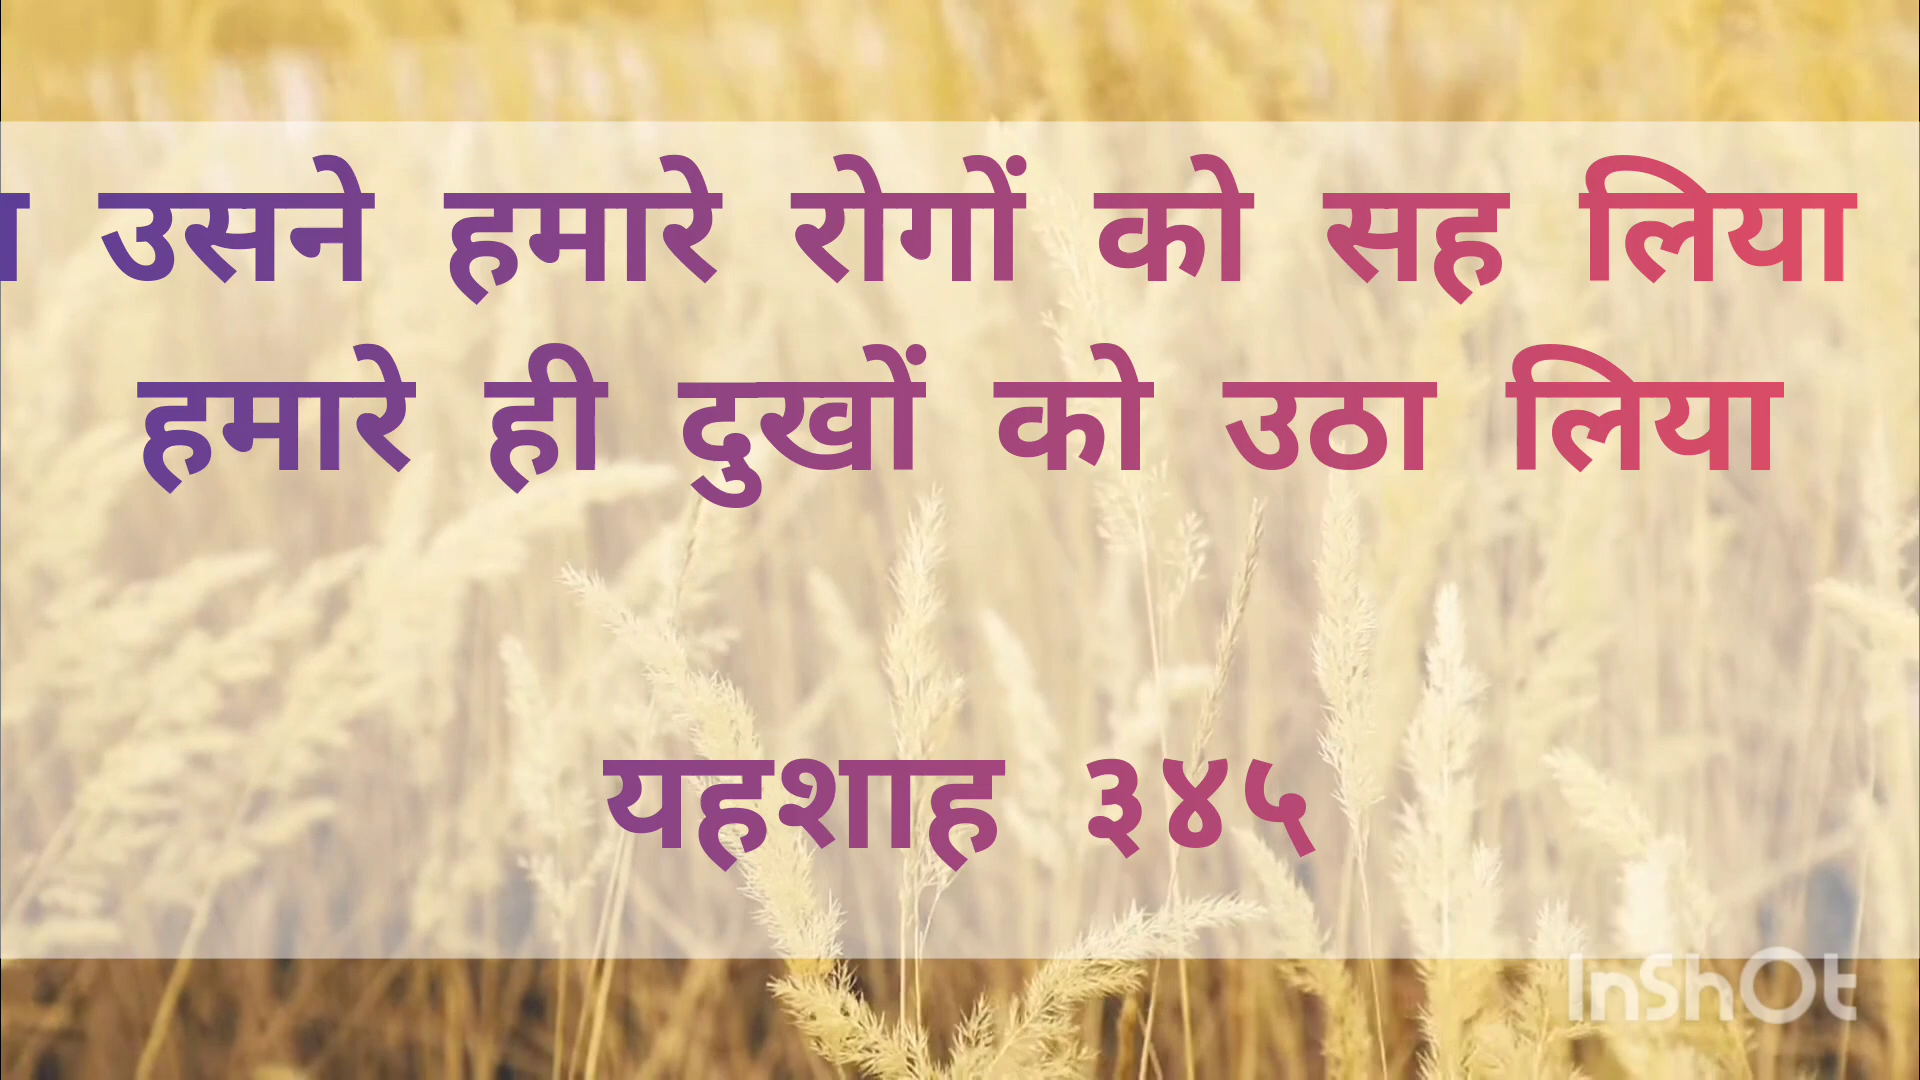 उसने हमारे रोगों को सह लिया
हमारे ही दुखों को उठा लिया
यहशाह ३४५
InShOt